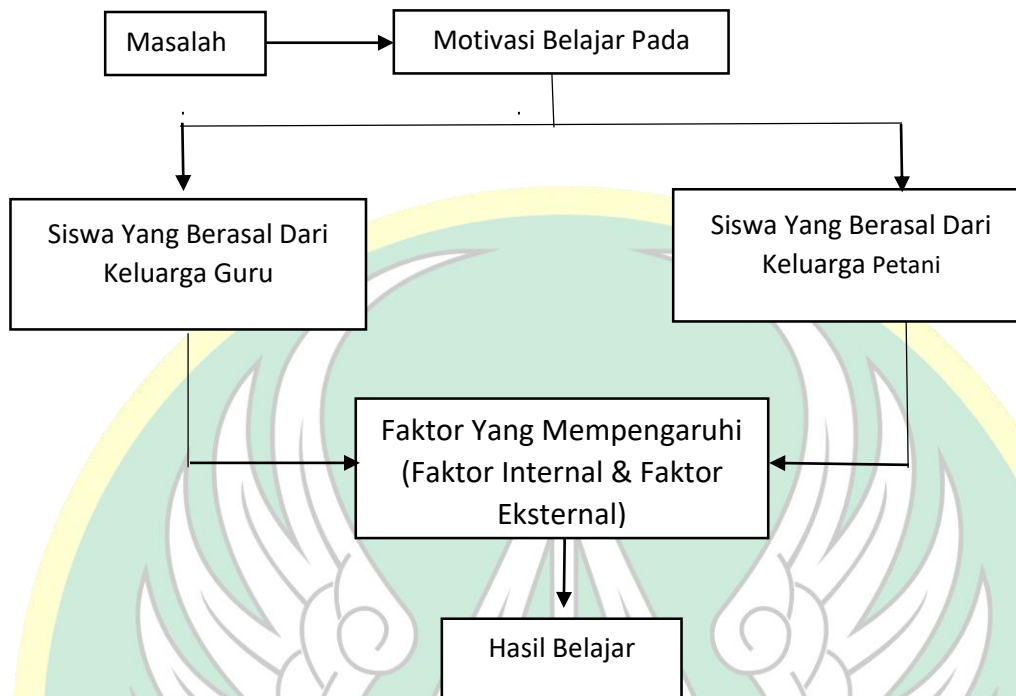 Masalah
Motivasi Belajar Pada
Siswa Yang Berasal Dari
Keluarga Guru
Siswa Yang Berasal Dari
Keluarga Petani
Faktor Yang Mempengaruhi
(Faktor Internal & Faktor
Eksternal)
Hasil Belajar